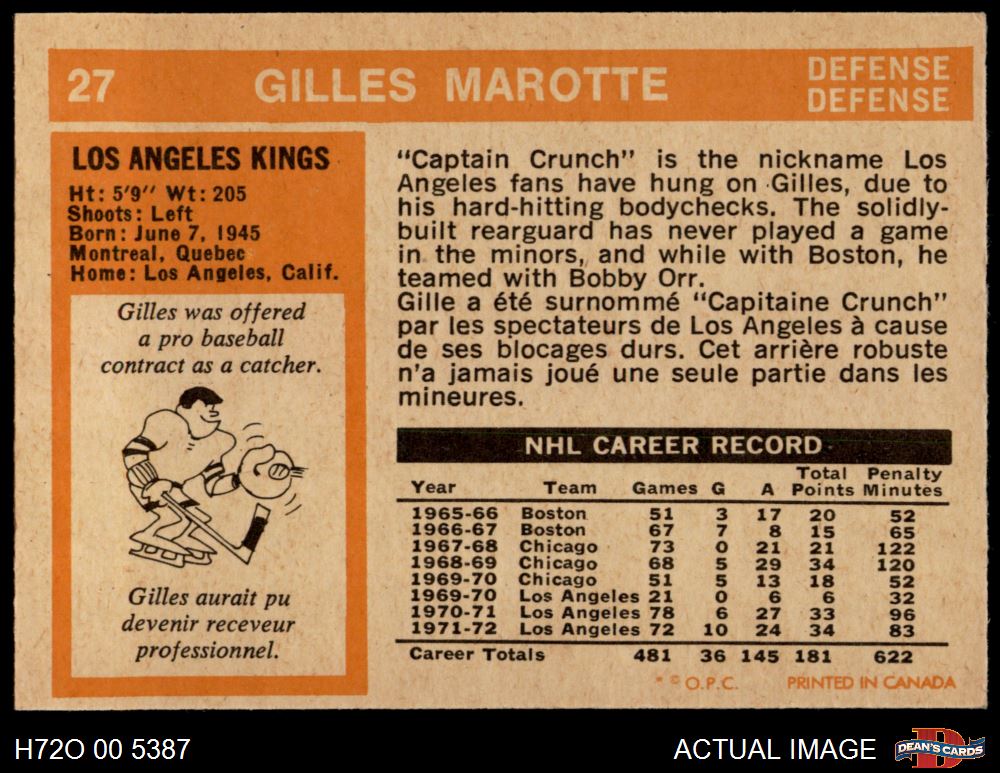 27 GILLES MAROTTE DEFENSE
DEFENSE
LOS ANGELES KINGS
Ht: 5'9'' Wt: 205
Shoots: Left
Born: June 7, 1945
Montreal, Quebec
Home: Los Angeles, Calif.
Gilles was offered
a pro baseball
contract as a catcher.
Gilles aurait pu
devenir receveur
professionnel.
"Captain Crunch" is the nickname Los
Angeles fans have hung on Gilles, due to
his hard-hitting bodychecks. The solidly-
built rearguard has never played a game
in the minors, and while with Boston, he
teamed with Bobby Orr.
Gille a été surnommé "Capitaine Crunch"
par les spectateurs de Los Angeles à cause
de ses blocages durs. Cet arrière robuste
n'a jamais joué une seule partie dans les
mineures.
NHL CAREER RECORD
Year Team Games G A Total Points Penalty Minutes
1965-66 Boston 51 3 17 20 52
1966-67 Boston 67 7 8 15 65
1967-68 Chicago 73 0 21 21 122
1968-69 Chicago 68 5 29 34 120
1969-70 Chicago 51 5 13 18 52
1969-70 Los Angeles 21 0 6 6 32
1970-71 Los Angeles 78 6 27 33 96
1971-72 Los Angeles 72 10 24 34 83
Career Totals 481 36 145 181 622
* © O.P.C. PRINTED IN CANADA
H72O 00 5387 ACTUAL IMAGE DEAN'S CARDS